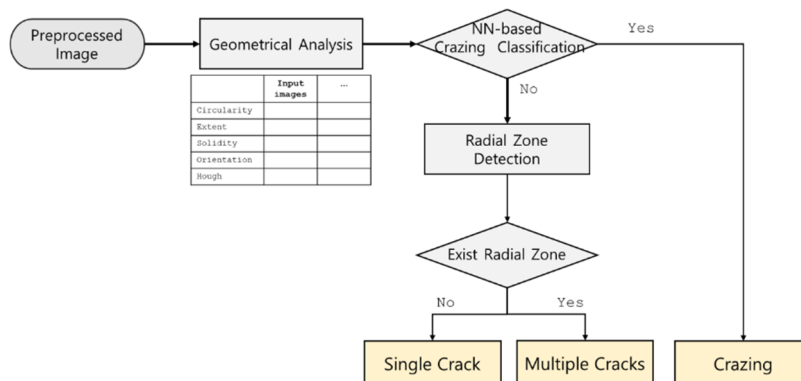 Preprocessed
Image
Geometrical Analysis
NN-based
Crazing Classification
Yes
Input
images
...
Circularity
Extent
Solidity
Orientation
Hough
No
Radial Zone
Detection
Exist Radial Zone
No
Yes
Single Crack
Multiple Cracks
Crazing